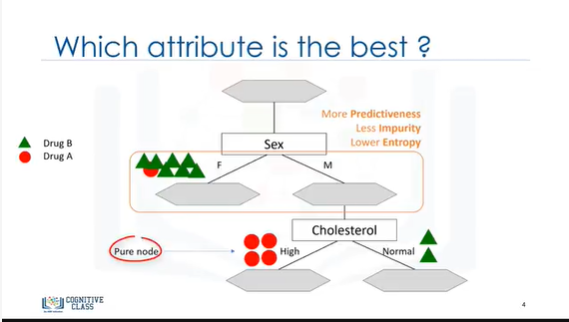 Which attribute is the best ?
More Predictiveness
Less Impurity
Lower Entropy
Drug B
Drug A
Sex
F
M
Cholesterol
Pure node
High
Normal
COGNITIVE
CLASS
4